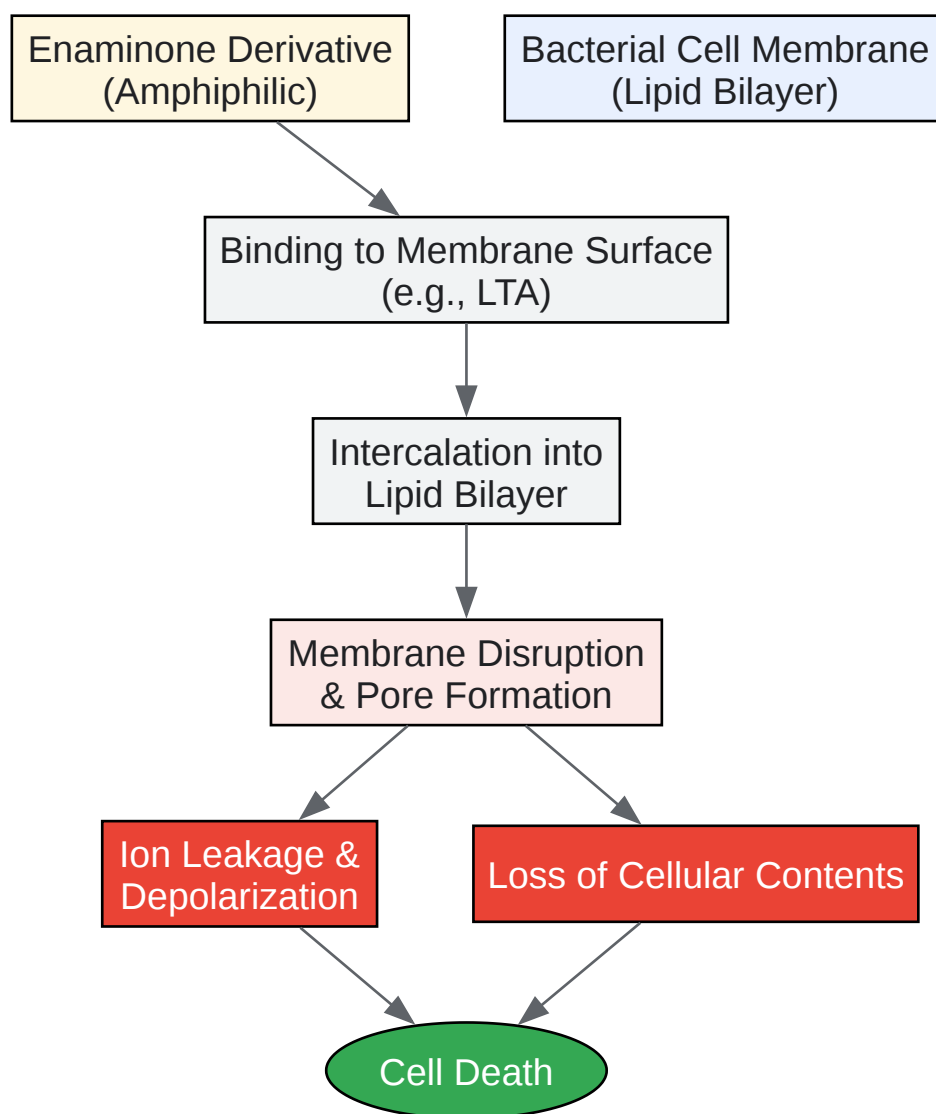 Enaminone Derivative
(Amphiphilic)
Bacterial Cell Membrane
(Lipid Bilayer)
Binding to Membrane Surface
(e.g., LTA)
Intercalation into
Lipid Bilayer
Membrane Disruption
& Pore Formation
Ion Leakage &
Depolarization
Loss of Cellular Contents
Cell Death